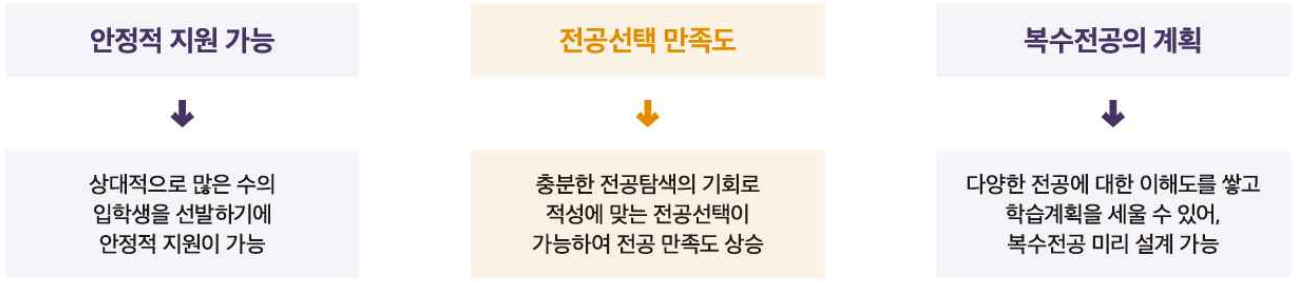 안정적 지원 가능
상대적으로 많은 수의
입학생을 선발하기에
안정적 지원이 가능
전공선택 만족도
충분한 전공탐색의 기회로
적성에 맞는 전공선택이
가능하여 전공 만족도 상승
복수전공의 계획
다양한 전공에 대한 이해도를 쌓고
학습계획을 세울 수 있어,
복수전공 미리 설계 가능